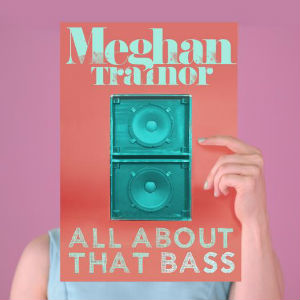 Meghan
Trainor
ALL ABOUT
THAT BASS